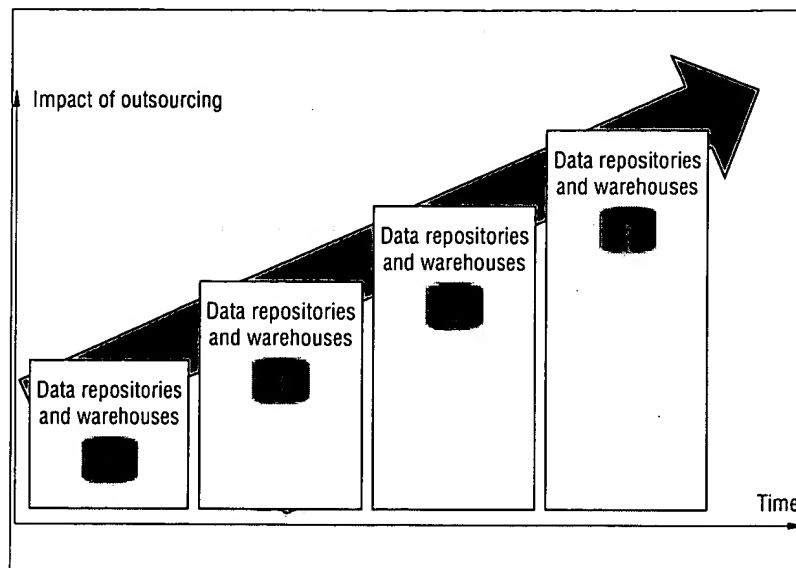 Impact of outsourcing
Data repositories
and warehouses
Data repositories
and warehouses
Data repositories
and warehouses
Data repositories
and warehouses
Time